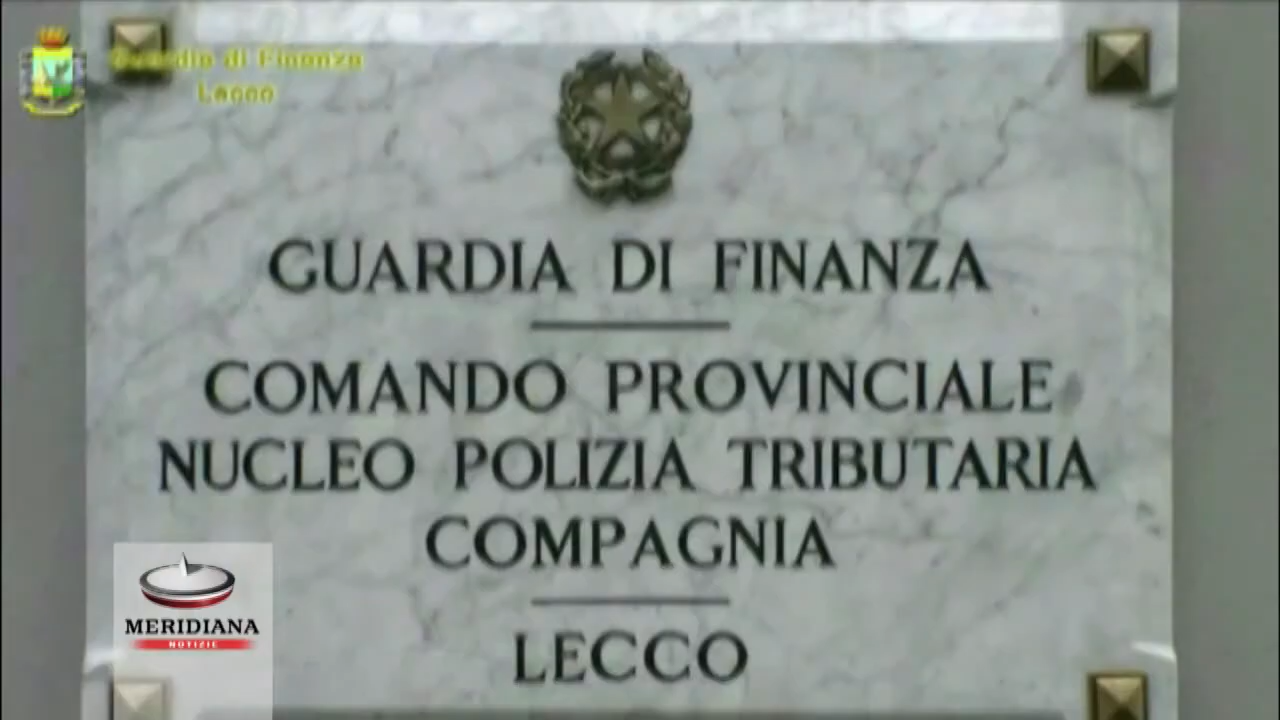 Guardia di Finanza
Lecco
GUARDIA DI FINANZA
COMANDO PROVINCIALE
NUCLEO POLIZIA TRIBUTARIA
COMPAGNIA
LECCO
MERIDIANA
NOTIZIE